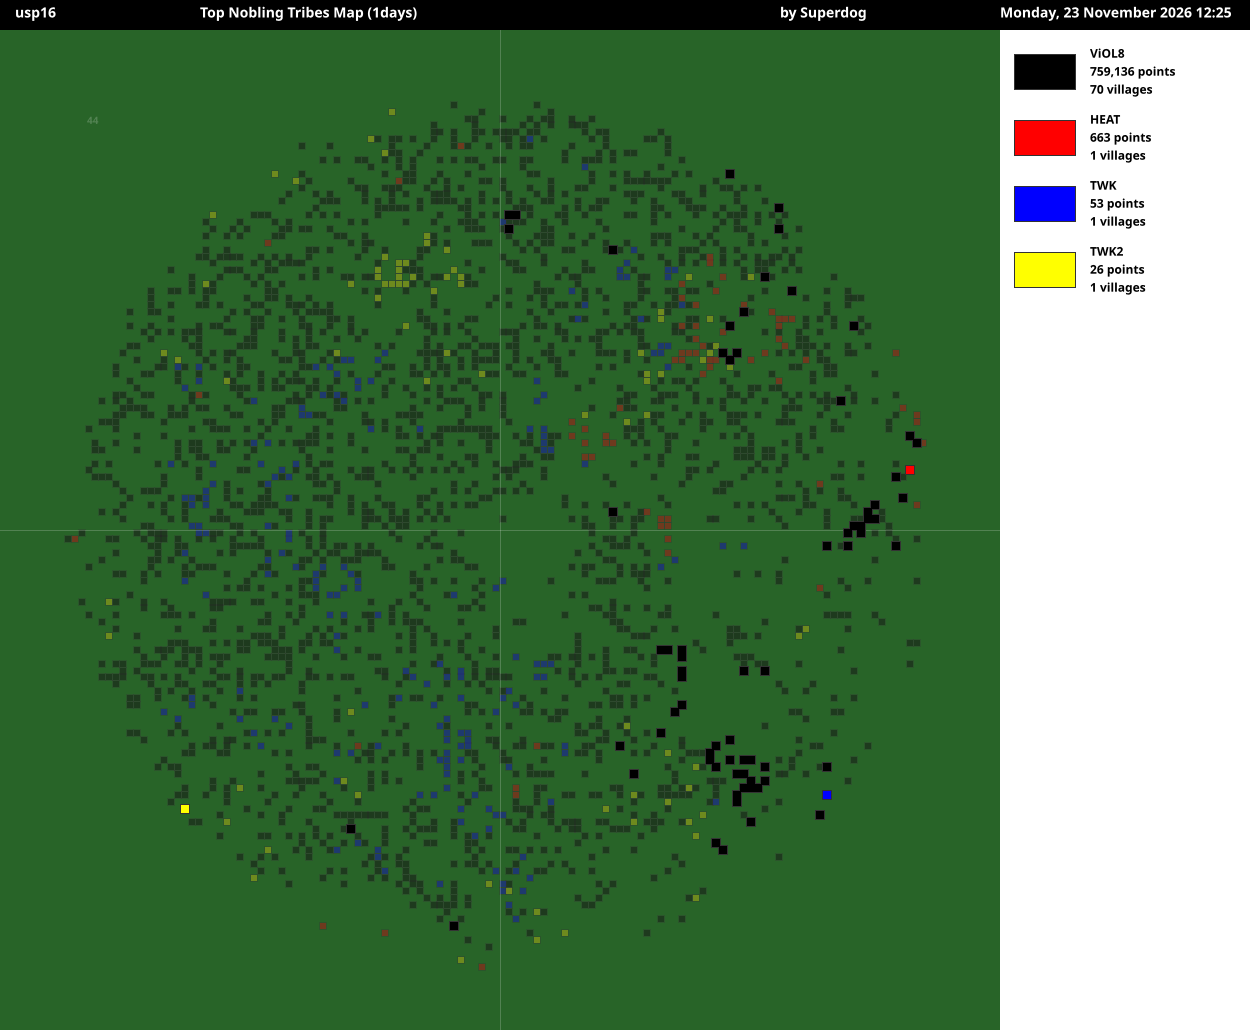 usp16 Top Nobling Tribes Map (1days) by Superdog Monday, 23 November 2026 12:25
44
ViOL8
759,136 points
70 villages
HEAT
663 points
1 villages
TWK
53 points
1 villages
TWK2
26 points
1 villages